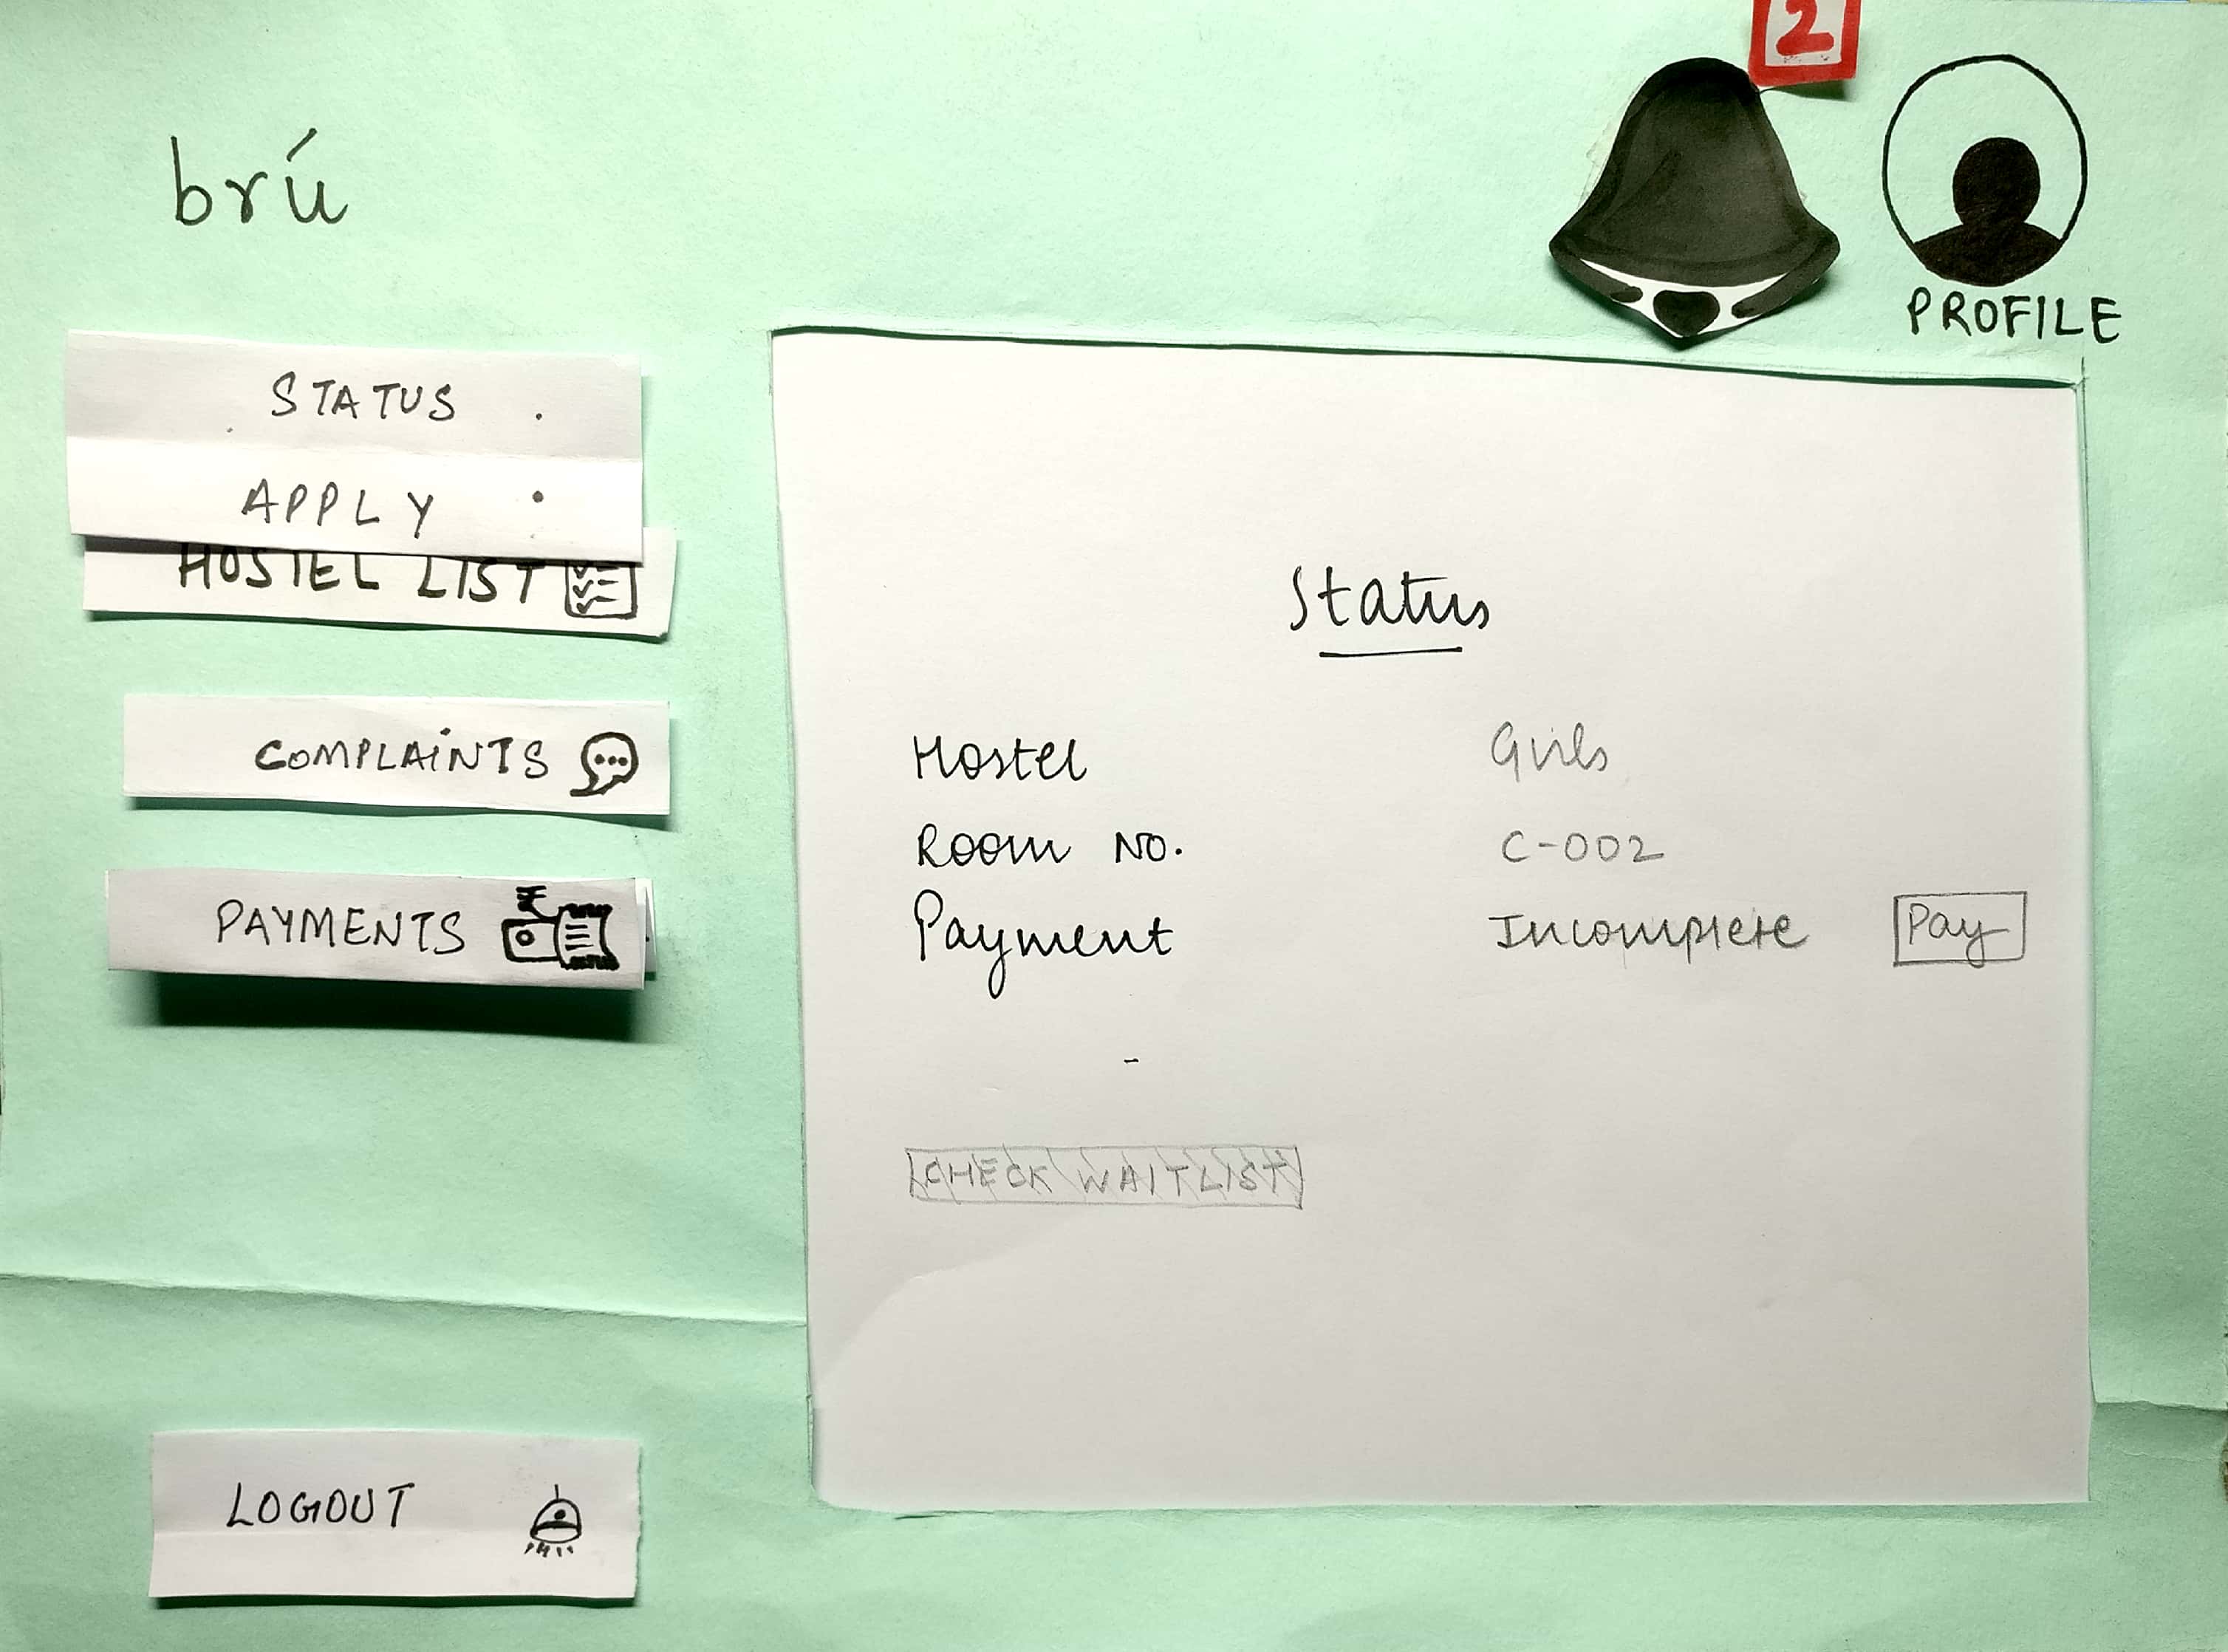 2
brú
PROFILE
STATUS
APPLY
HOSTEL LIST
COMPLAINTS
PAYMENTS
LOGOUT
Status
Hostel Girls
Room No. C-002
Payment Incomplete Pay
CHECK WAITLIST